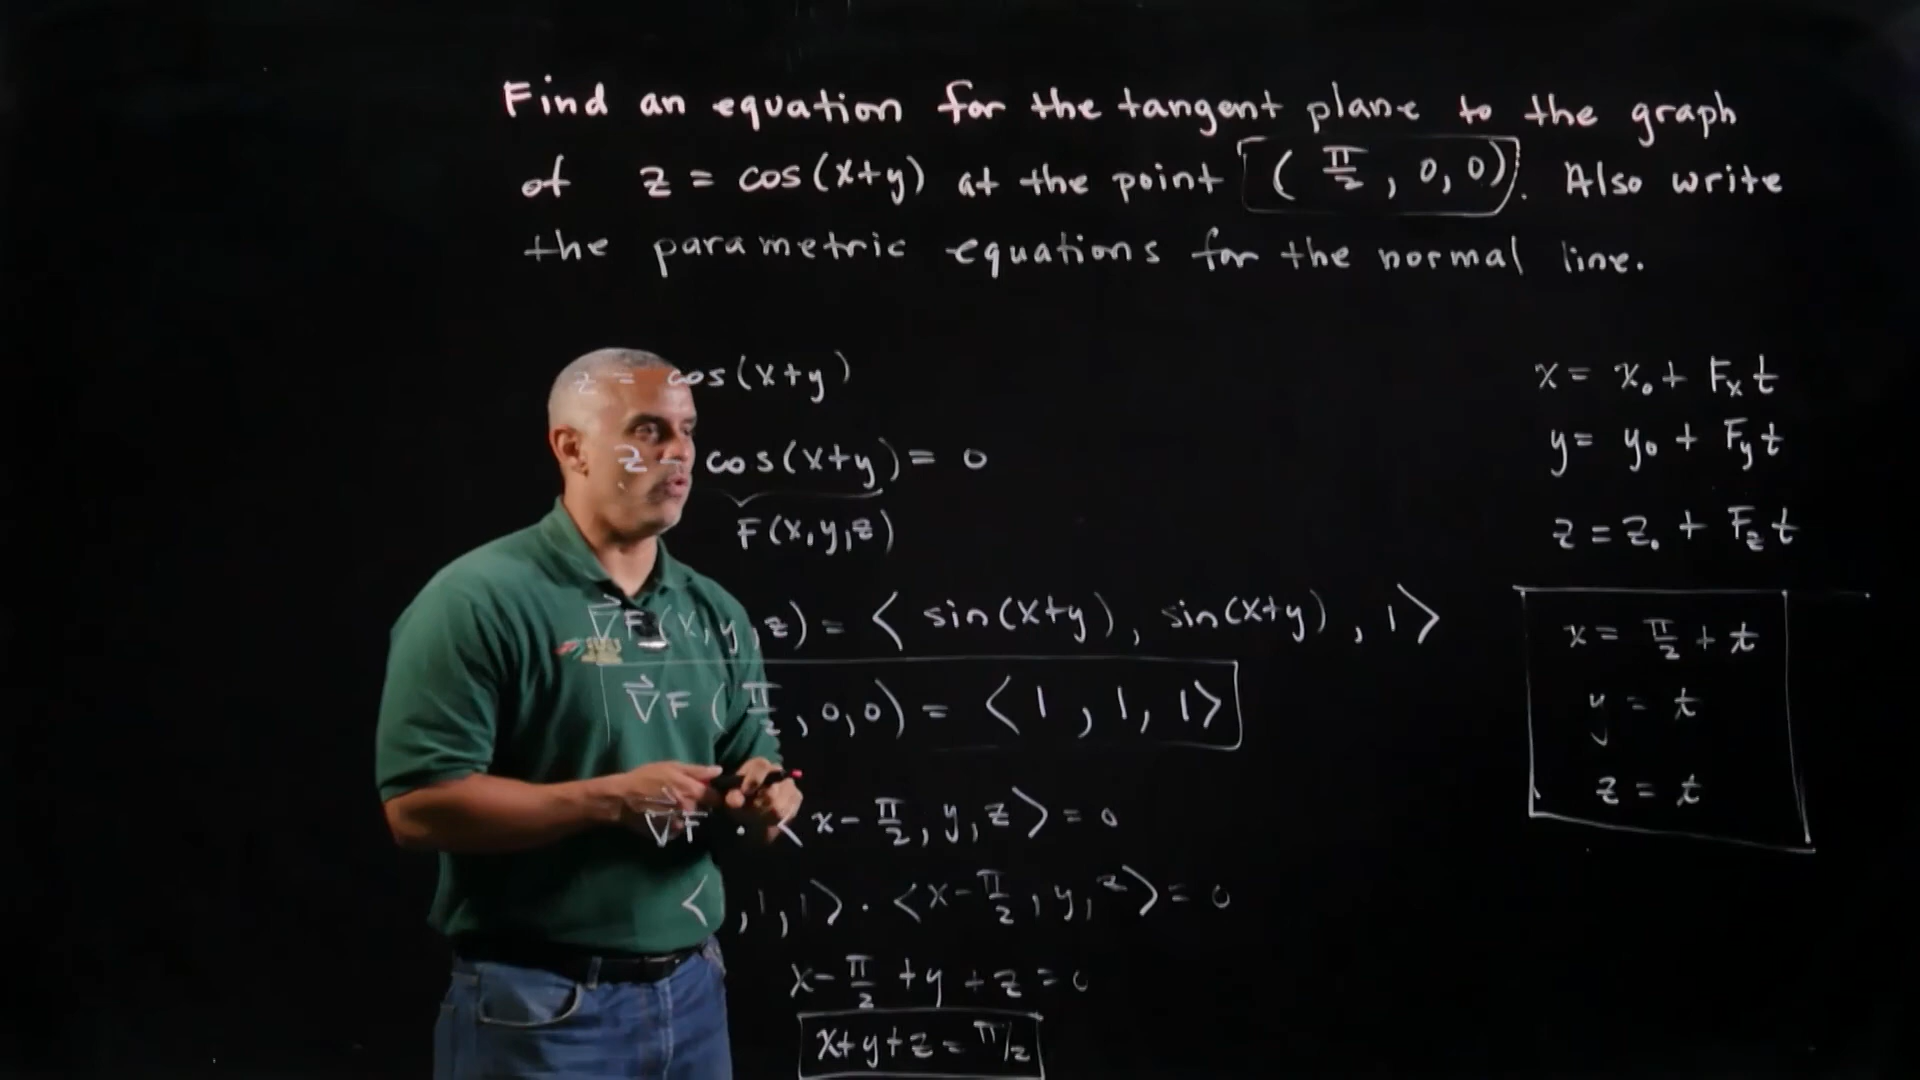 Find an equation for the tangent plane to the graph
of z = cos(x+y) at the point (π/2, 0, 0). Also write
the parametric equations for the normal line.
z = cos(x+y)
z - cos(x+y) = 0
F(x,y,z)
∇F(x,y,z) = ⟨sin(x+y), sin(x+y), 1⟩
∇F(π/2, 0, 0) = ⟨1, 1, 1⟩
∇F · ⟨x - π/2, y, z⟩ = 0
⟨ , 1, 1⟩ · ⟨x - π/2, y, z⟩ = 0
x - π/2 + y + z = 0
x + y + z = π/2
x = x₀ + Fₓ t
y = y₀ + F_y t
z = z₀ + F_z t
x = π/2 + t
y = t
z = t